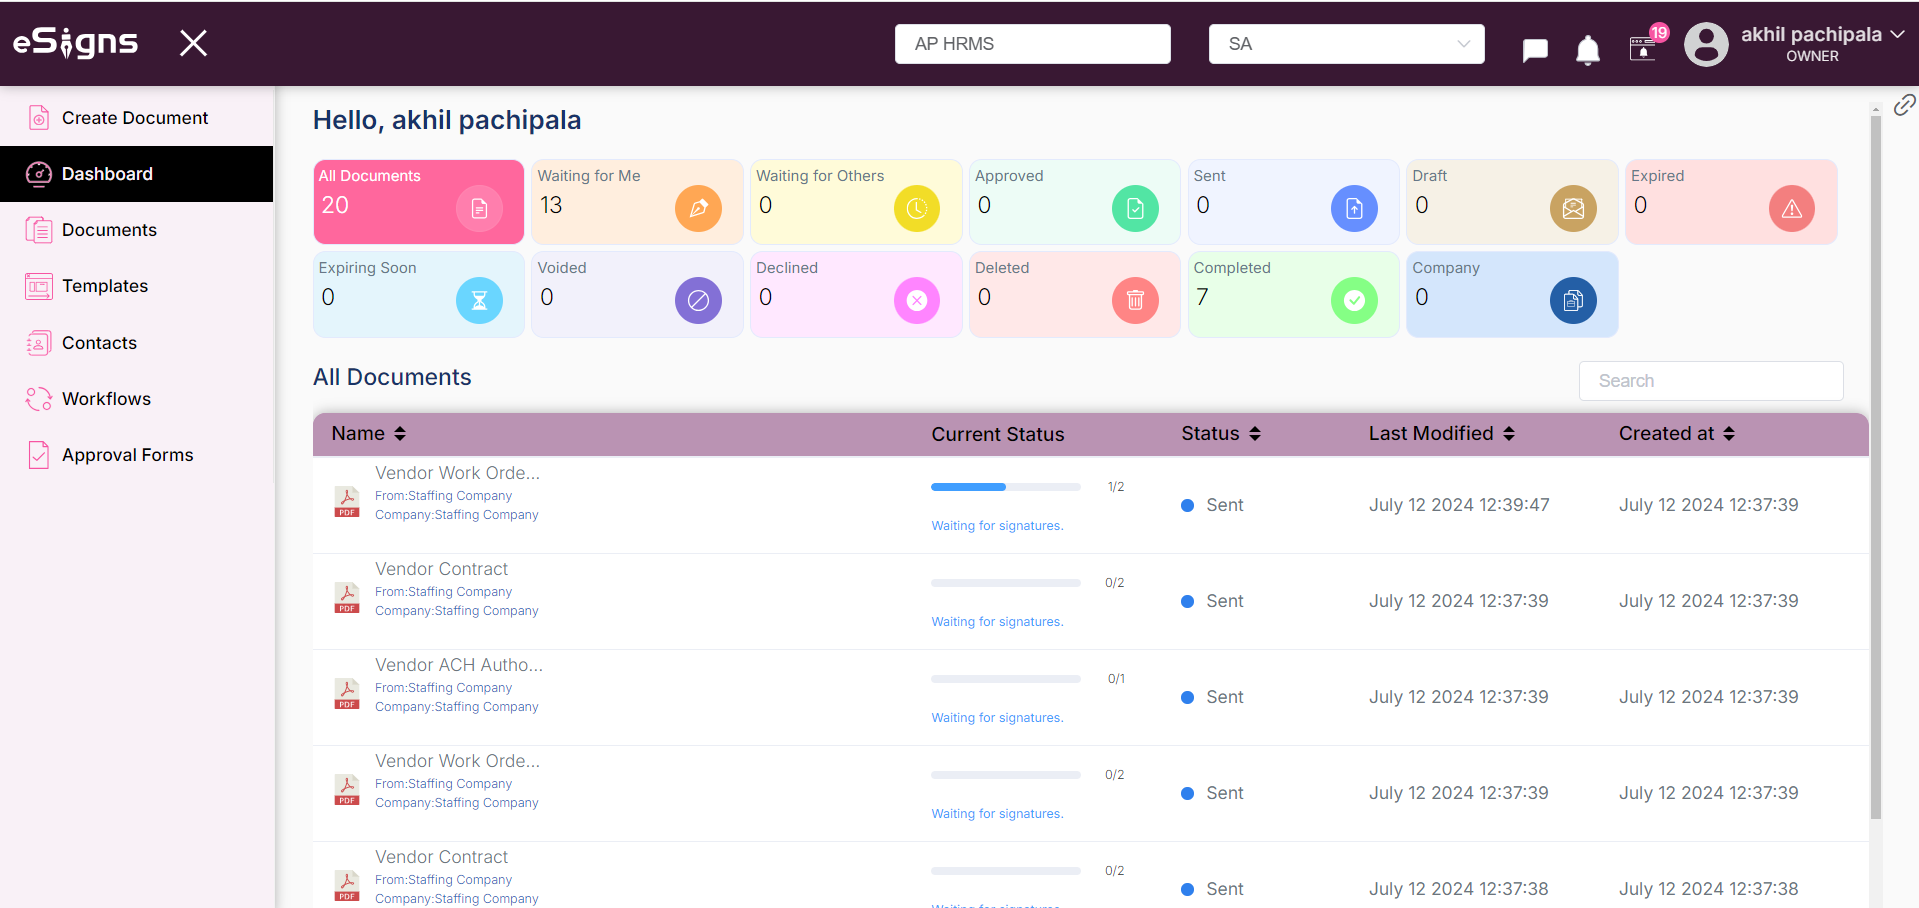 eSigns
AP HRMS
SA
19
akhil pachipala
OWNER
Create Document
Dashboard
Documents
Templates
Contacts
Workflows
Approval Forms
Hello, akhil pachipala
All Documents
20
Waiting for Me
13
Waiting for Others
0
Approved
0
Sent
0
Draft
0
Expired
0
Expiring Soon
0
Voided
0
Declined
0
Deleted
0
Completed
7
Company
0
All Documents
Search
Name Current Status Status Last Modified Created at
PDF
Vendor Work Orde...
From:Staffing Company
Company:Staffing Company
1/2
Waiting for signatures.
Sent
July 12 2024 12:39:47
July 12 2024 12:37:39
PDF
Vendor Contract
From:Staffing Company
Company:Staffing Company
0/2
Waiting for signatures.
Sent
July 12 2024 12:37:39
July 12 2024 12:37:39
PDF
Vendor ACH Autho...
From:Staffing Company
Company:Staffing Company
0/1
Waiting for signatures.
Sent
July 12 2024 12:37:39
July 12 2024 12:37:39
PDF
Vendor Work Orde...
From:Staffing Company
Company:Staffing Company
0/2
Waiting for signatures.
Sent
July 12 2024 12:37:39
July 12 2024 12:37:39
PDF
Vendor Contract
From:Staffing Company
Company:Staffing Company
0/2
Sent
July 12 2024 12:37:38
July 12 2024 12:37:38